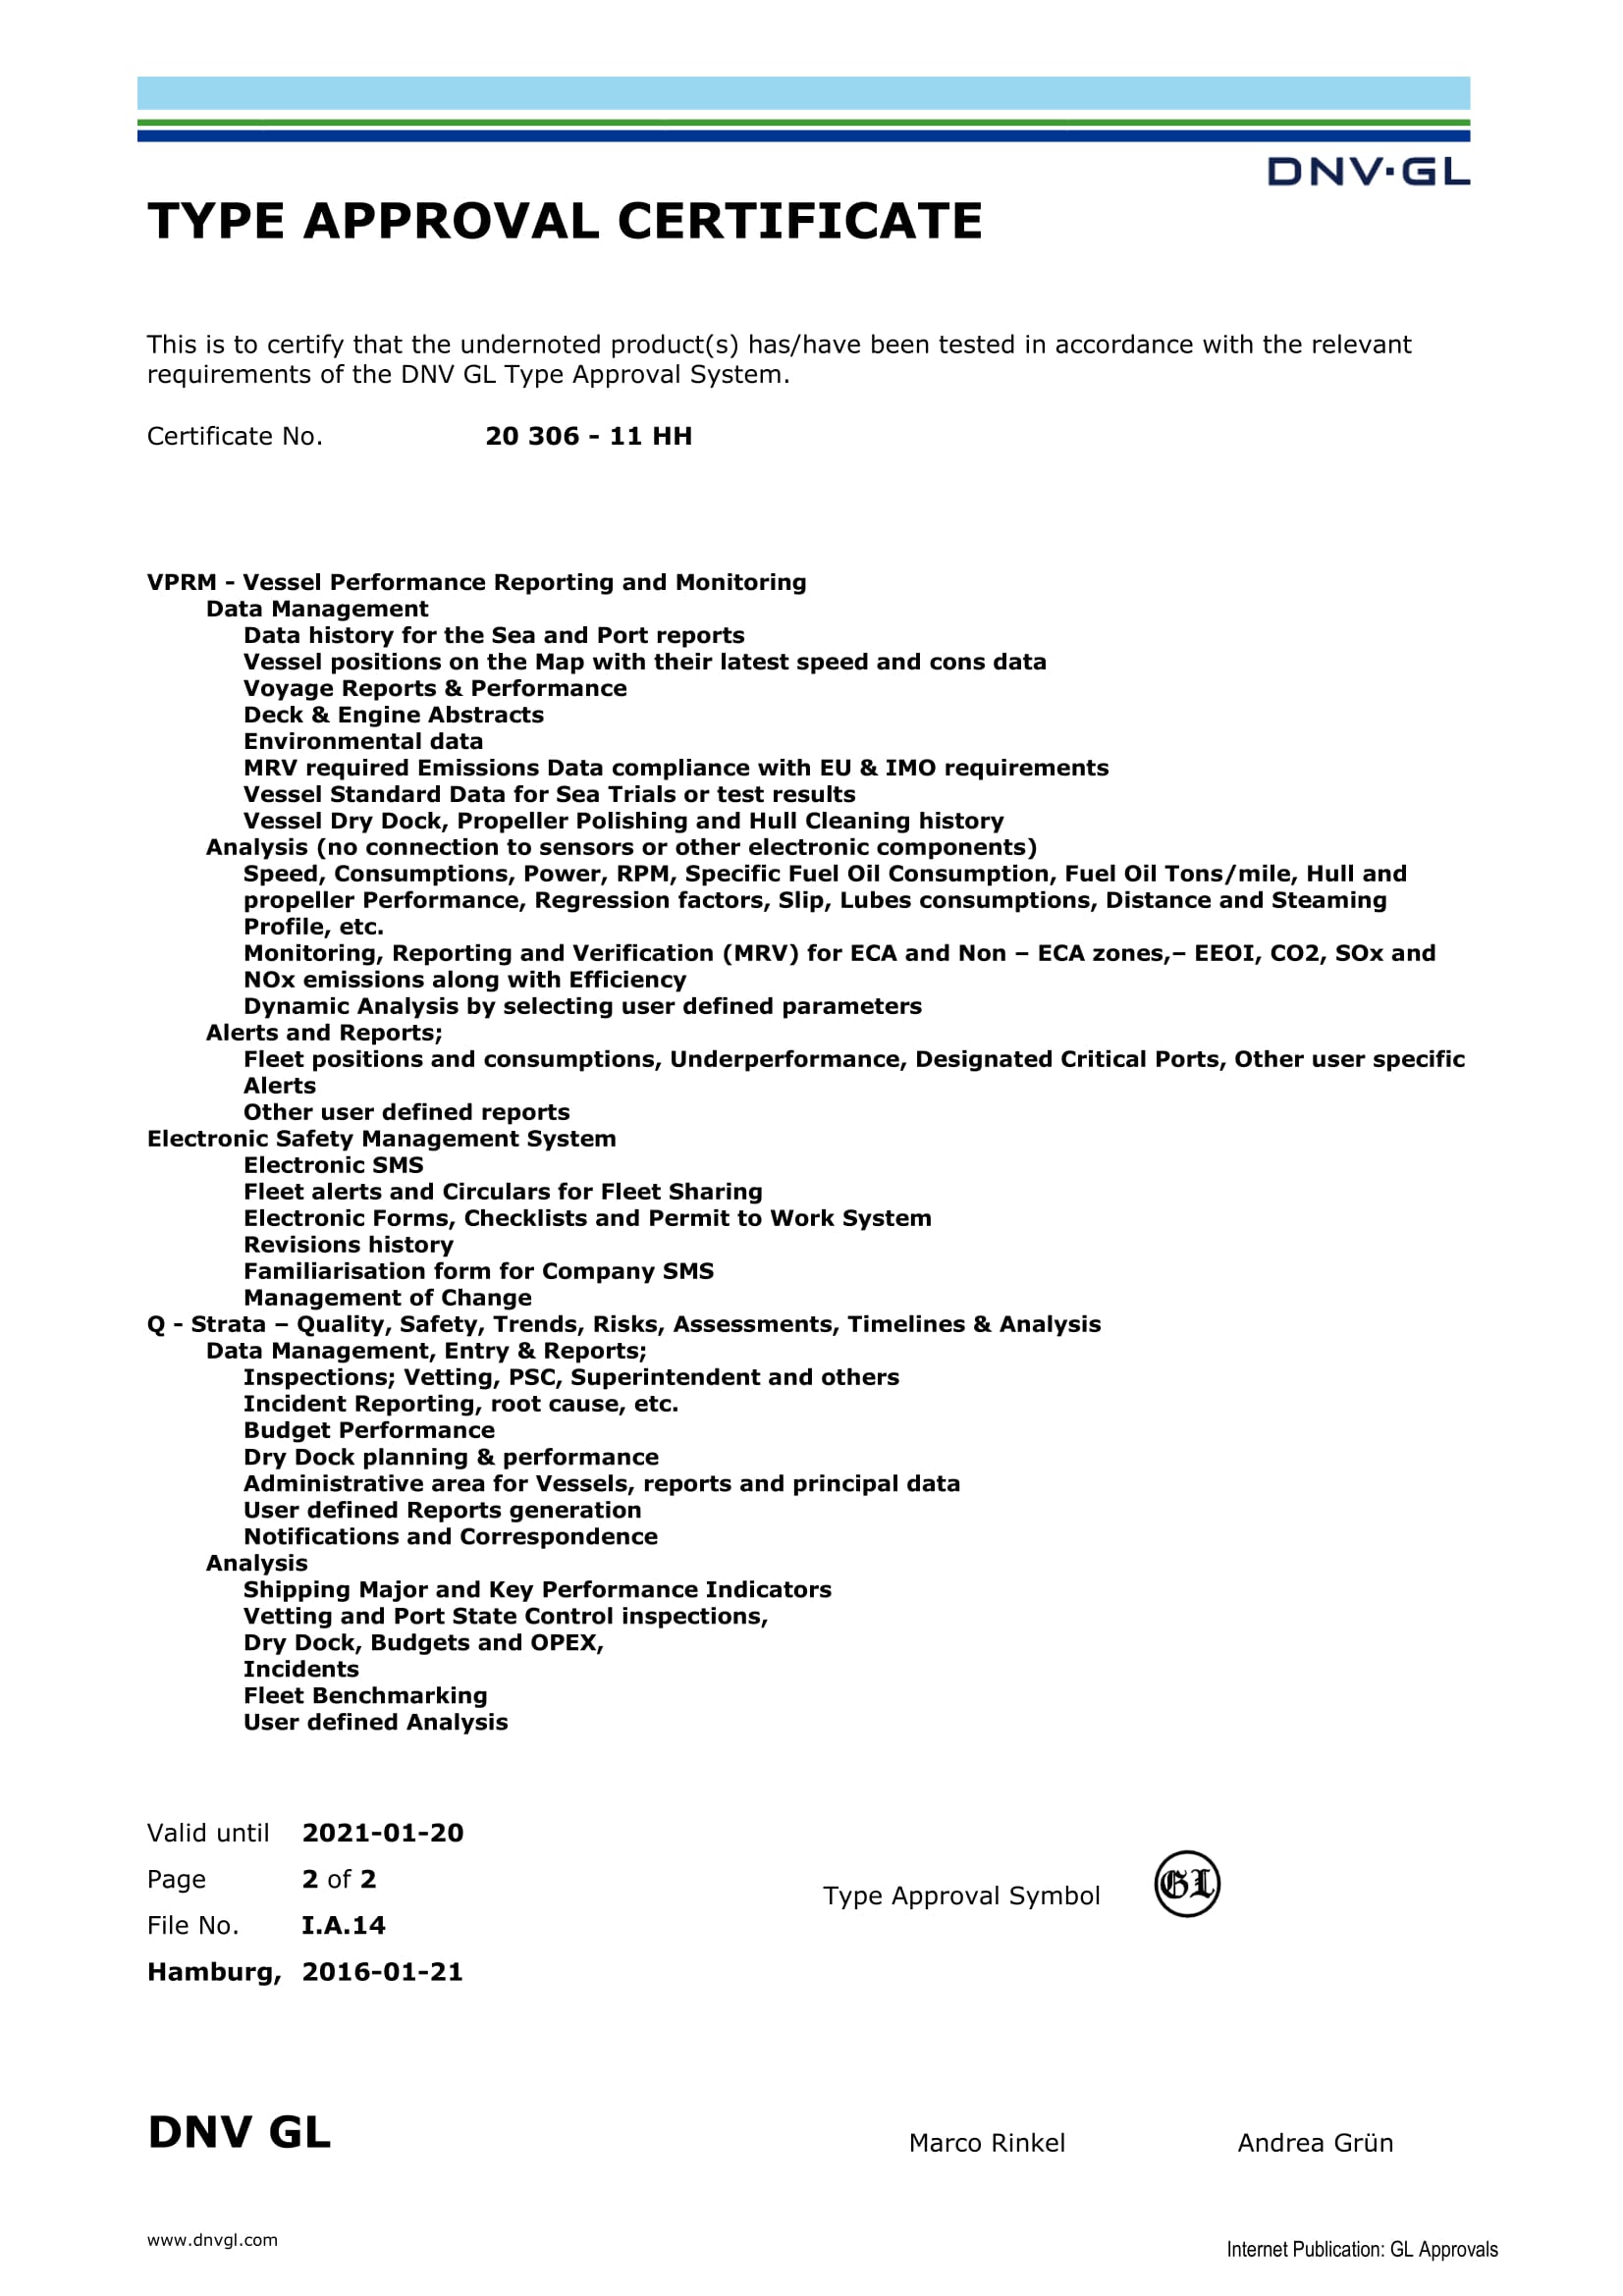 DNV·GL
TYPE APPROVAL CERTIFICATE
This is to certify that the undernoted product(s) has/have been tested in accordance with the relevant
requirements of the DNV GL Type Approval System.
Certificate No. 20 306 - 11 HH
VPRM - Vessel Performance Reporting and Monitoring
Data Management
Data history for the Sea and Port reports
Vessel positions on the Map with their latest speed and cons data
Voyage Reports & Performance
Deck & Engine Abstracts
Environmental data
MRV required Emissions Data compliance with EU & IMO requirements
Vessel Standard Data for Sea Trials or test results
Vessel Dry Dock, Propeller Polishing and Hull Cleaning history
Analysis (no connection to sensors or other electronic components)
Speed, Consumptions, Power, RPM, Specific Fuel Oil Consumption, Fuel Oil Tons/mile, Hull and
propeller Performance, Regression factors, Slip, Lubes consumptions, Distance and Steaming
Profile, etc.
Monitoring, Reporting and Verification (MRV) for ECA and Non – ECA zones,– EEOI, CO2, SOx and
NOx emissions along with Efficiency
Dynamic Analysis by selecting user defined parameters
Alerts and Reports;
Fleet positions and consumptions, Underperformance, Designated Critical Ports, Other user specific
Alerts
Other user defined reports
Electronic Safety Management System
Electronic SMS
Fleet alerts and Circulars for Fleet Sharing
Electronic Forms, Checklists and Permit to Work System
Revisions history
Familiarisation form for Company SMS
Management of Change
Q - Strata – Quality, Safety, Trends, Risks, Assessments, Timelines & Analysis
Data Management, Entry & Reports;
Inspections; Vetting, PSC, Superintendent and others
Incident Reporting, root cause, etc.
Budget Performance
Dry Dock planning & performance
Administrative area for Vessels, reports and principal data
User defined Reports generation
Notifications and Correspondence
Analysis
Shipping Major and Key Performance Indicators
Vetting and Port State Control inspections,
Dry Dock, Budgets and OPEX,
Incidents
Fleet Benchmarking
User defined Analysis
Valid until 2021-01-20
Page 2 of 2
Type Approval Symbol GL
File No. I.A.14
Hamburg, 2016-01-21
DNV GL
Marco Rinkel Andrea Grün
www.dnvgl.com
Internet Publication: GL Approvals